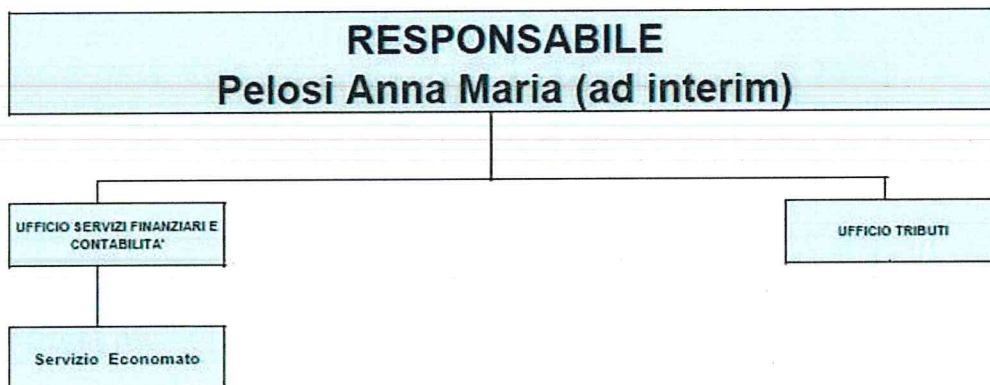 RESPONSABILE
Pelosi Anna Maria (ad interim)
UFFICIO SERVIZI FINANZIARI E
CONTABILITA'
UFFICIO TRIBUTI
Servizio Economato